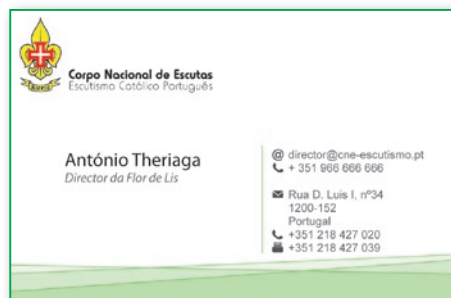 Corpo Nacional de Escutas
Escutismo Católico Português
António Theriaga
Director da Flor de Lis
@ director@cne-escutismo.pt
+ 351 966 666 666
Rua D. Luis I, nº34
1200-152
Portugal
+351 218 427 020
+351 218 427 039